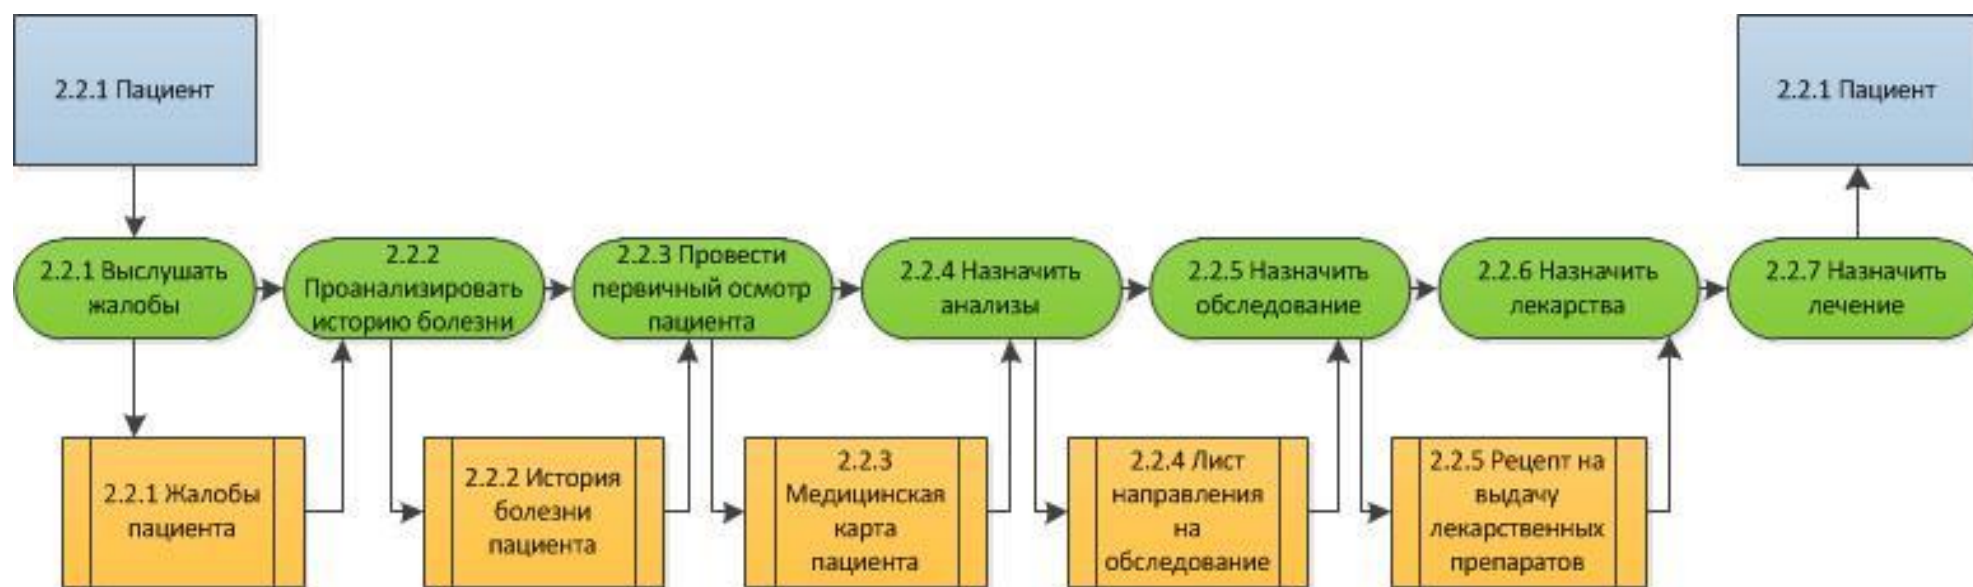 2.2.1 Пациент
2.2.1 Пациент
2.2.1 Выслушать
жалобы
2.2.2
Проанализировать
историю болезни
2.2.3 Провести
первичный осмотр
пациента
2.2.4 Назначить
анализы
2.2.5 Назначить
обследование
2.2.6 Назначить
лекарства
2.2.7 Назначить
лечение
2.2.1 Жалобы
пациента
2.2.2 История
болезни
пациента
2.2.3
Медицинская
карта
пациента
2.2.4 Лист
направления
на
обследование
2.2.5 Рецепт на
выдачу
лекарственных
препаратов